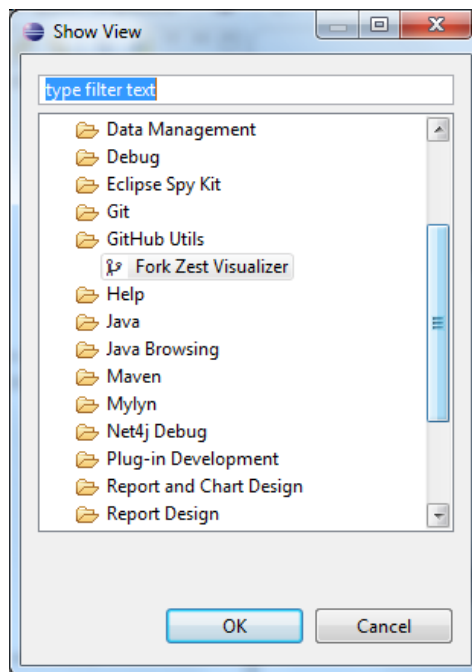 Show View
type filter text
Data Management
Debug
Eclipse Spy Kit
Git
GitHub Utils
Fork Zest Visualizer
Help
Java
Java Browsing
Maven
Mylyn
Net4j Debug
Plug-in Development
Report and Chart Design
Report Design
OK Cancel